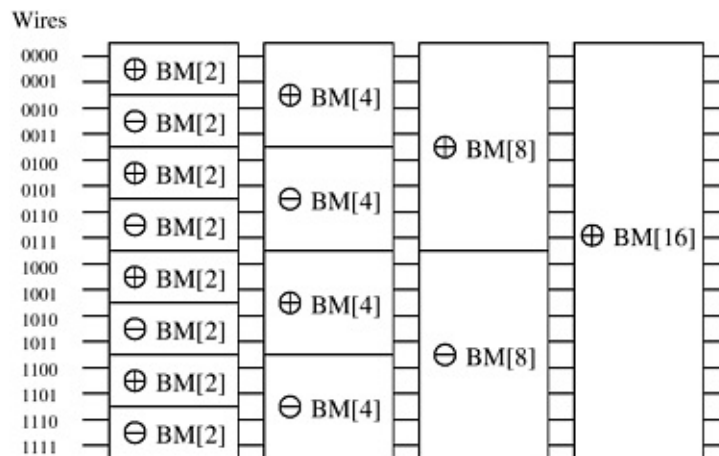 Wires
0000
0001
0010
0011
0100
0101
0110
0111
1000
1001
1010
1011
1100
1101
1110
1111
⊕ BM[2]
⊖ BM[2]
⊕ BM[2]
⊖ BM[2]
⊕ BM[2]
⊖ BM[2]
⊕ BM[2]
⊖ BM[2]
⊕ BM[4]
⊖ BM[4]
⊕ BM[4]
⊖ BM[4]
⊕ BM[8]
⊖ BM[8]
⊕ BM[16]